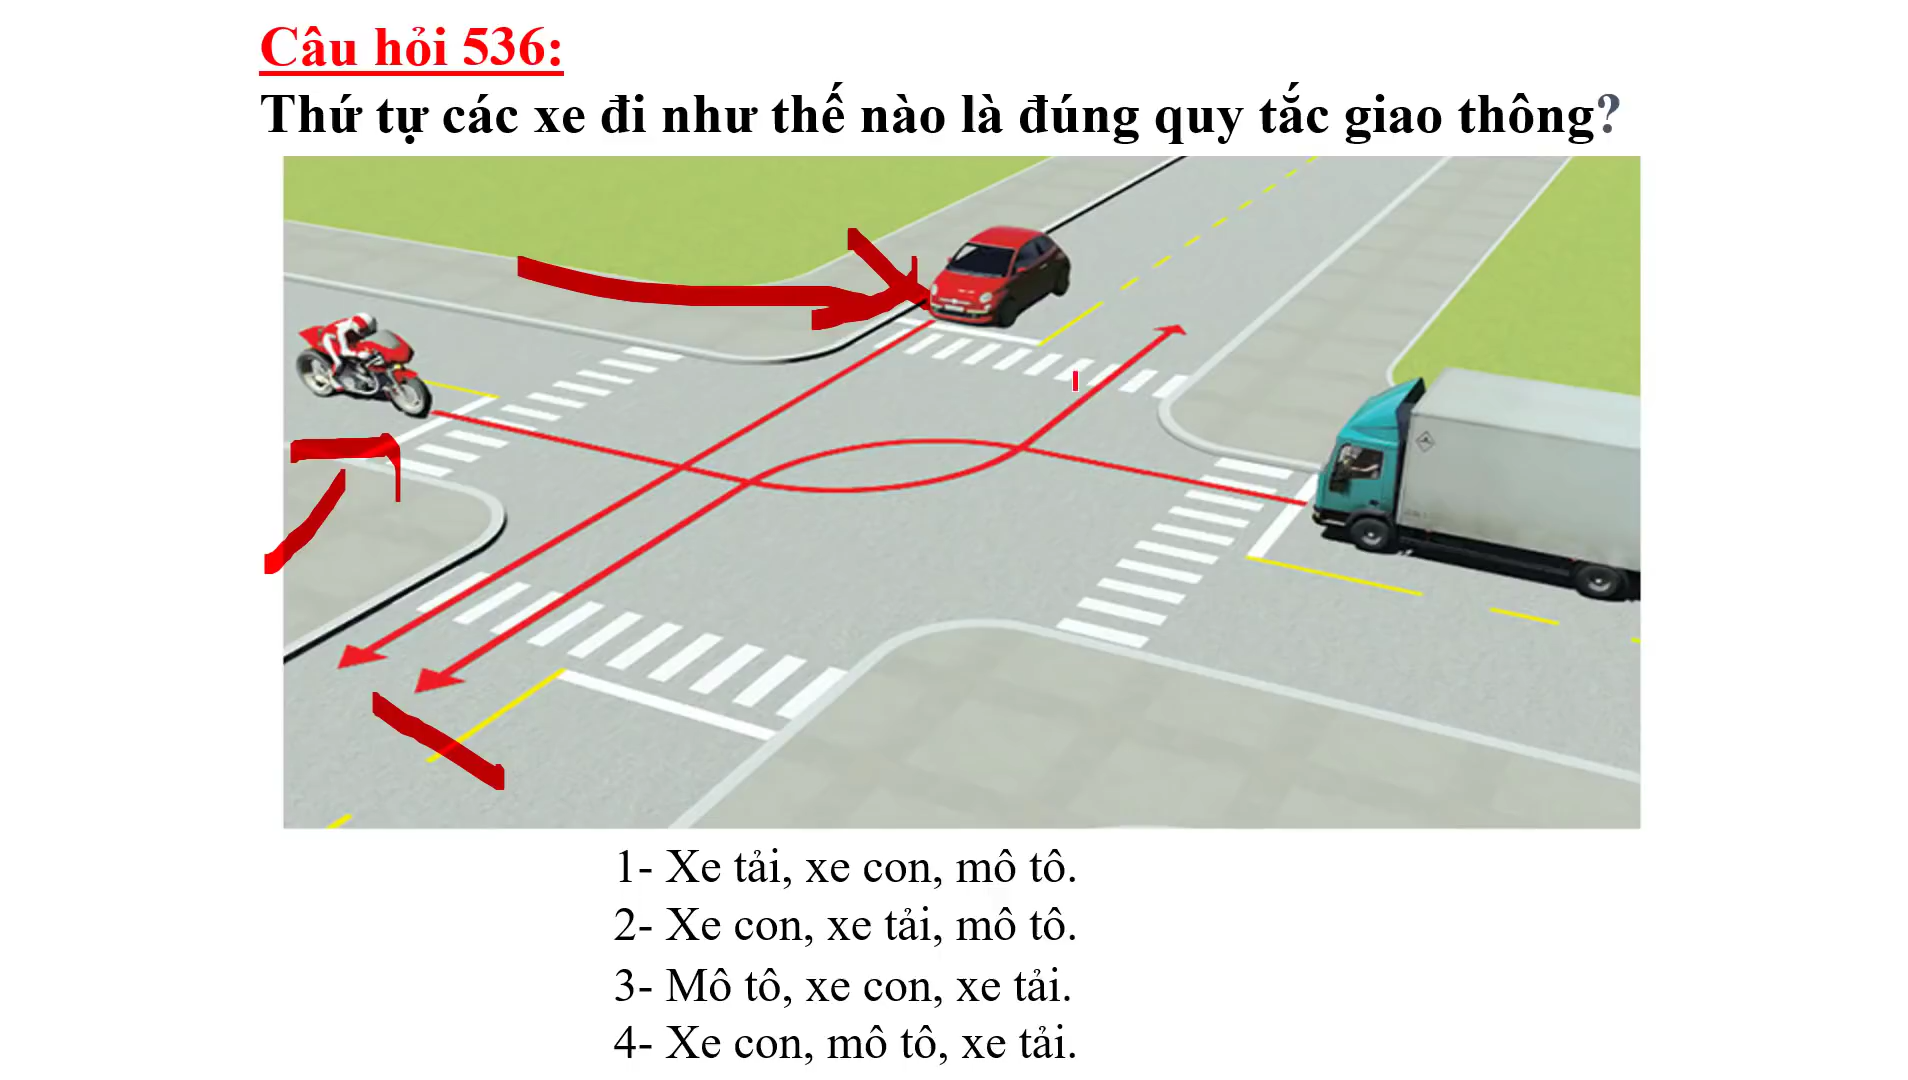 Câu hỏi 536:
Thứ tự các xe đi như thế nào là đúng quy tắc giao thông?
1- Xe tải, xe con, mô tô.
2- Xe con, xe tải, mô tô.
3- Mô tô, xe con, xe tải.
4- Xe con, mô tô, xe tải.